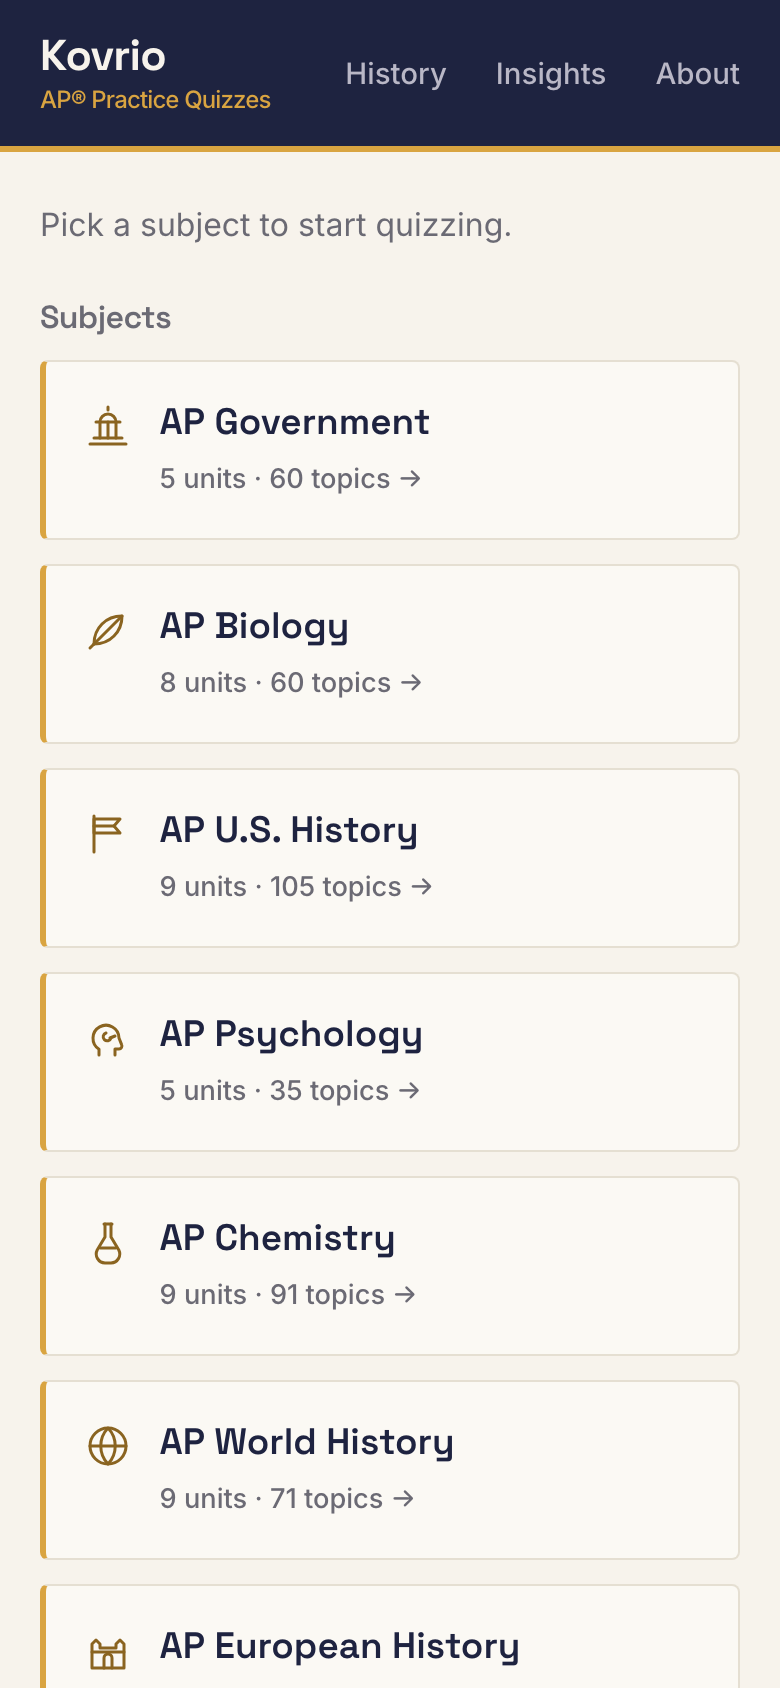 Kovrio
AP® Practice Quizzes
History
Insights
About
Pick a subject to start quizzing.
Subjects
AP Government
5 units · 60 topics →
AP Biology
8 units · 60 topics →
AP U.S. History
9 units · 105 topics →
AP Psychology
5 units · 35 topics →
AP Chemistry
9 units · 91 topics →
AP World History
9 units · 71 topics →
AP European History